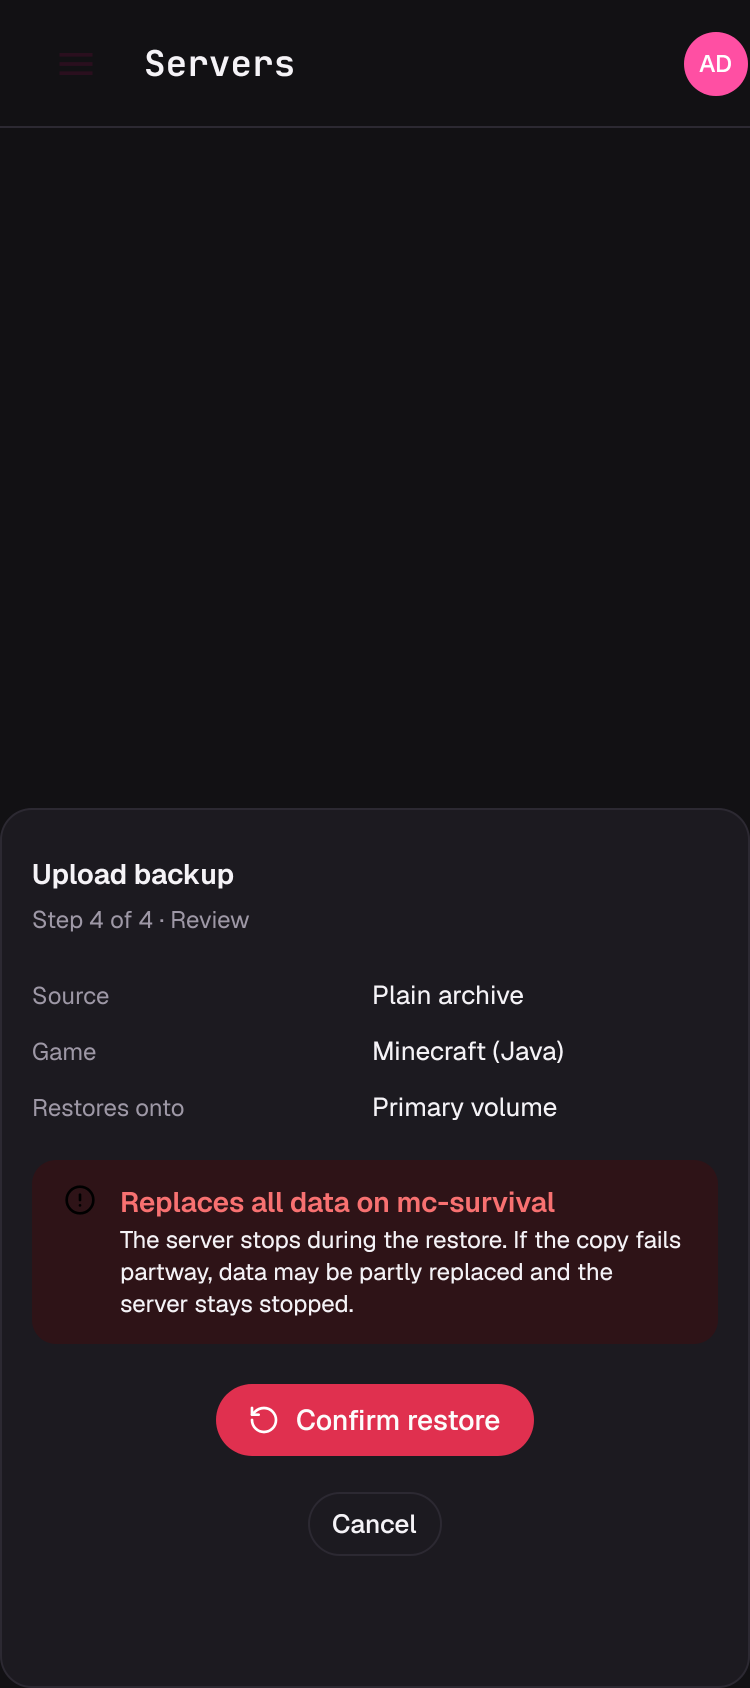 Servers
AD
Upload backup
Step 4 of 4 · Review
Source
Plain archive
Game
Minecraft (Java)
Restores onto
Primary volume
Replaces all data on mc-survival
The server stops during the restore. If the copy fails
partway, data may be partly replaced and the
server stays stopped.
Confirm restore
Cancel